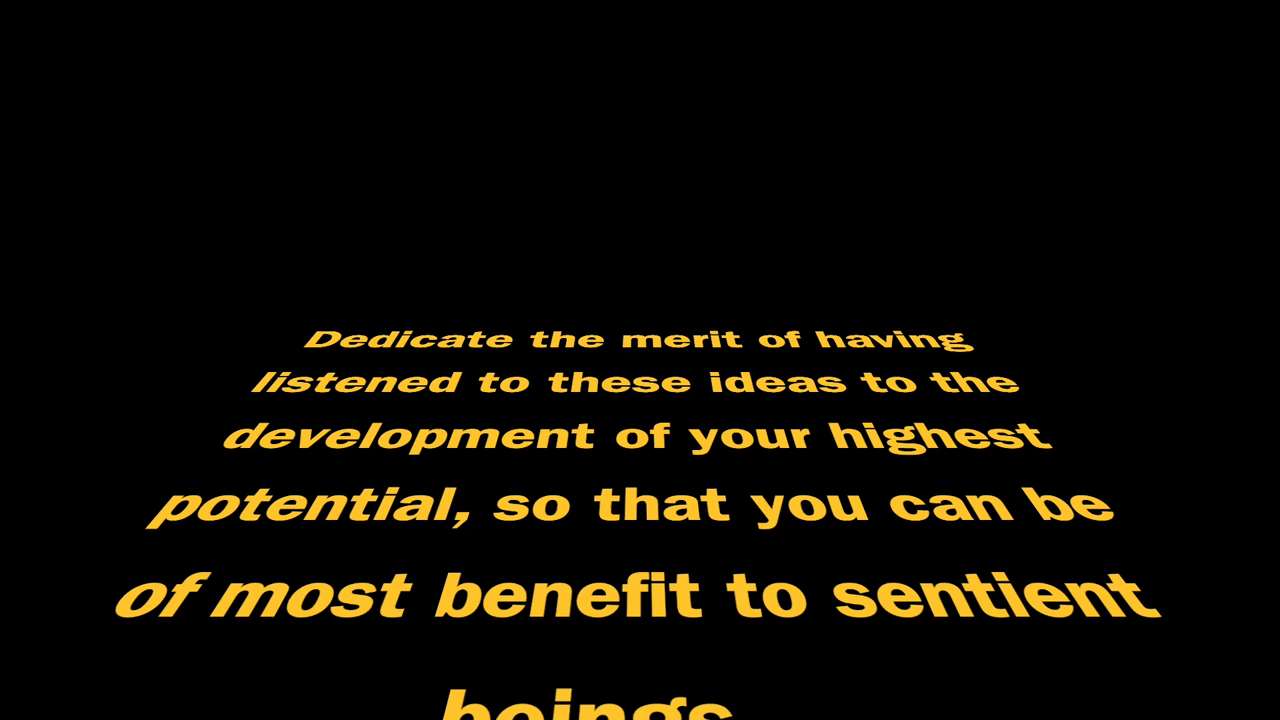 Dedicate the merit of having
listened to these ideas to the
development of your highest
potential, so that you can be
of most benefit to sentient
beings